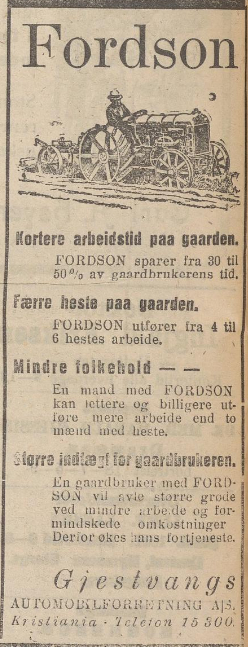 Fordson
Kortere arbeidstid paa gaarden.
FORDSON sparer fra 30 til
50% av gaardbrukerens tid.
Færre heste paa gaarden.
FORDSON utfører fra 4 til
6 hestes arbeide.
Mindre folkehold — —
En mand med FORDSON
kan lettere og billigere ut-
føre mere arbeide end to
mænd med heste.
Større indtægt for gaardbrukeren.
En gaardbruker med FORD-
SON vil avle større grøde
ved mindre arbeide og for-
mindskede omkostninger
Derfor økes hans fortjeneste.
Gjestvangs
AUTOMOBILFORRETNING A/S.
Kristiania - Telefon 15 300.